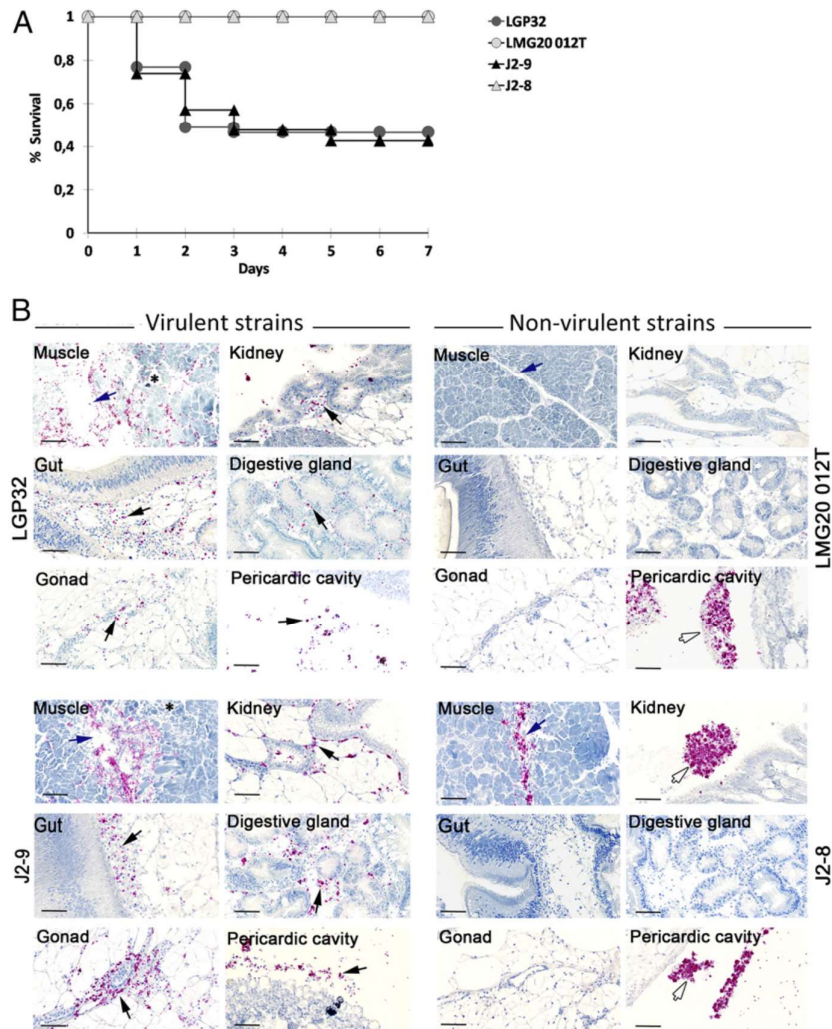 A
1
0,8
0,6
0,4
0,2
0
% Survival
0 1 2 3 4 5 6 7
Days
LGP32
LMG20 012T
J2-9
J2-8
B
Virulent strains
Non-virulent strains
LGP32
Muscle
*
Kidney
Gut
Digestive gland
Gonad
Pericardic cavity
LMG20 012T
Muscle
Kidney
Gut
Digestive gland
Gonad
Pericardic cavity
J2-9
Muscle
*
Kidney
Gut
Digestive gland
Gonad
Pericardic cavity
J2-8
Muscle
Kidney
Gut
Digestive gland
Gonad
Pericardic cavity